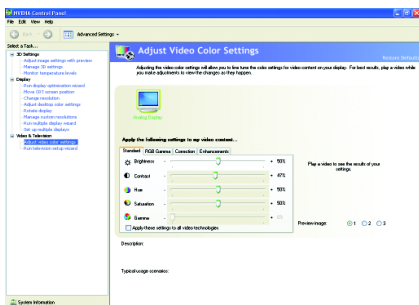 NVIDIA Control Panel
File Edit View Help
Back
Advanced Settings
Select a Task...
3D Settings
Adjust image settings with preview
Manage 3D settings
Monitor temperature levels
Display
Run display optimization wizard
Move CRT screen position
Change resolution
Adjust desktop color settings
Rotate display
Manage custom resolutions
Run multiple display wizard
Set up multiple displays
Video & Television
Adjust video color settings
Run television setup wizard
System Information
Adjust Video Color Settings
Restore Defaults
Adjusting the video color settings will allow you to fine tune the color settings for video content on your display. For best results, play a video while
you make adjustments to view the changes as they happen.
Analog Display
Apply the following settings to my video content...
Standard RGB Gamma Correction Enhancements
Brightness - + 50%
Contrast - + 47%
Hue - + 50%
Saturation - + 50%
Gamma - +
Apply these settings to all video technologies
Play a video to see the results of your
settings.
Preview image: 1 2 3
Description:
Typical usage scenarios: